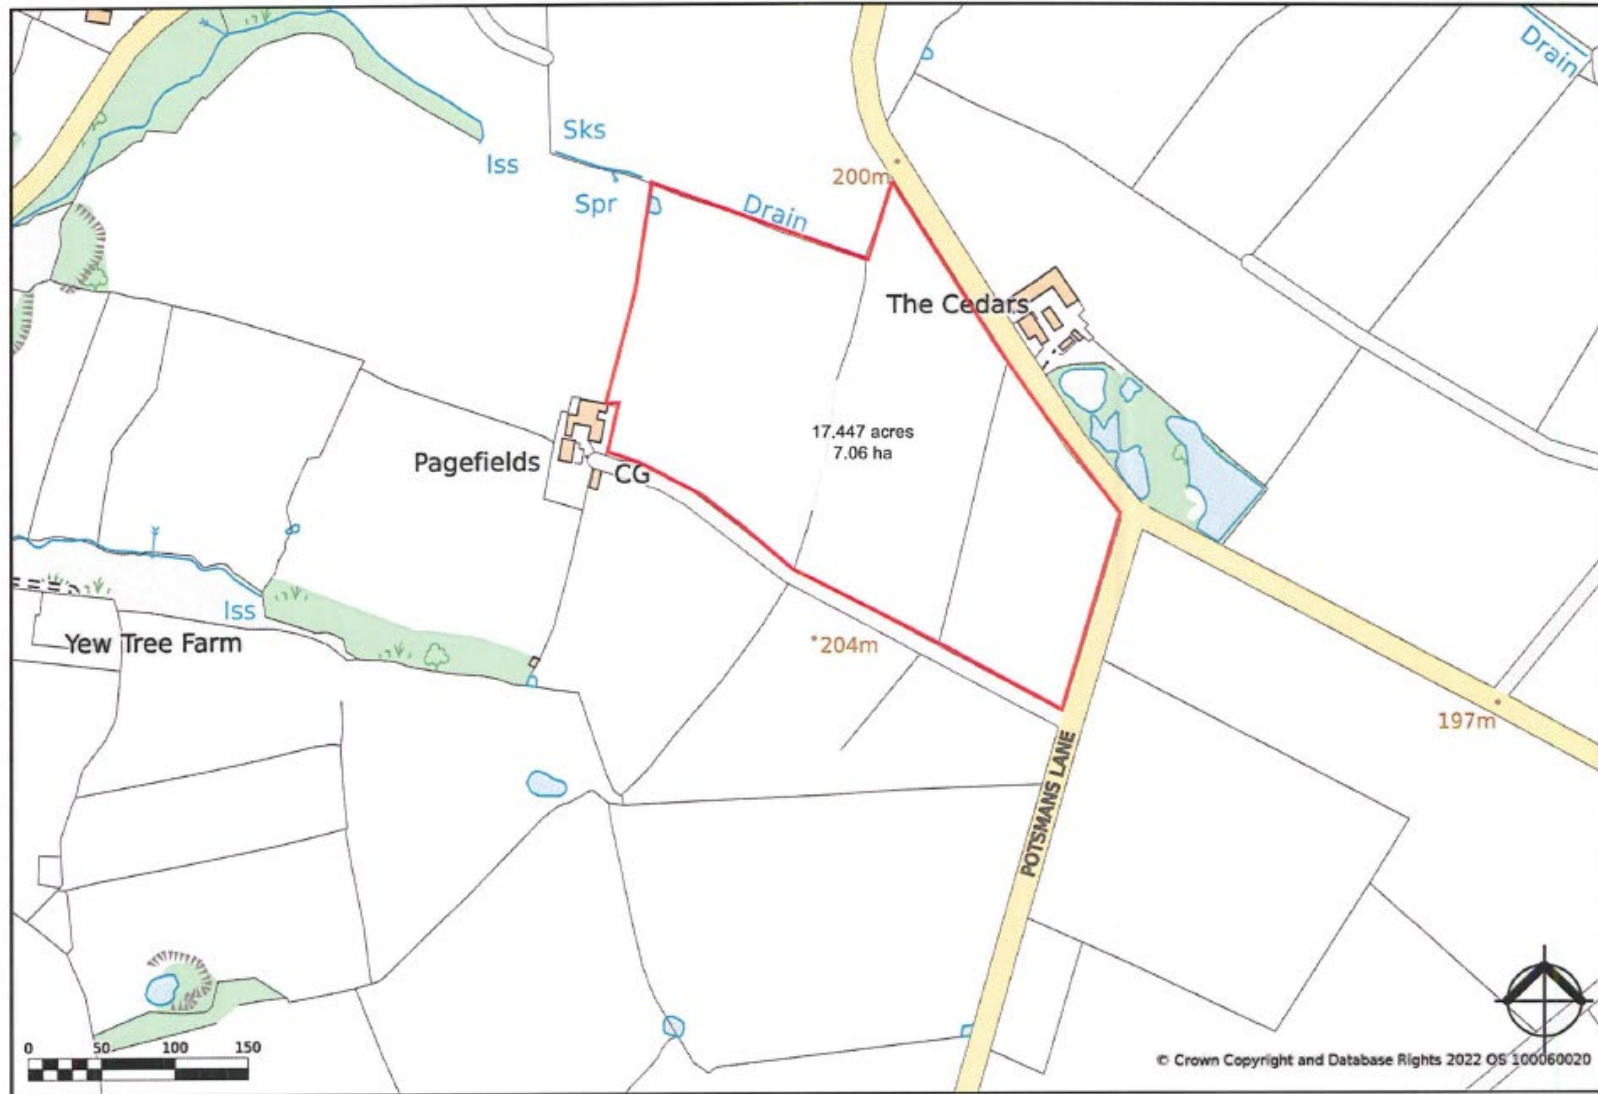 Drain
Sks
Iss
200m
Spr
Drain
The Cedars
17.447 acres
7.06 ha
Pagefields
CG
Iss
Yew Tree Farm
204m
197m
POTSMANS LANE
0 50 100 150
© Crown Copyright and Database Rights 2022 OS 100060020